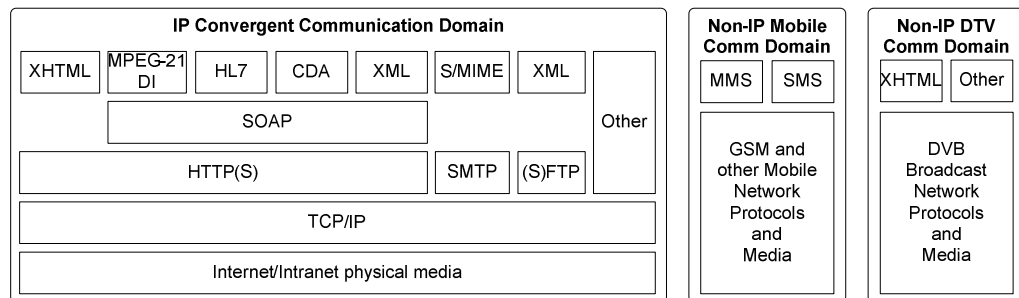 IP Convergent Communication Domain
XHTML
MPEG-21
DI
HL7
CDA
XML
S/MIME
XML
Other
SOAP
HTTP(S)
SMTP
(S)FTP
TCP/IP
Internet/Intranet physical media
Non-IP Mobile
Comm Domain
MMS
SMS
GSM and
other Mobile
Network
Protocols
and
Media
Non-IP DTV
Comm Domain
XHTML
Other
DVB
Broadcast
Network
Protocols
and
Media